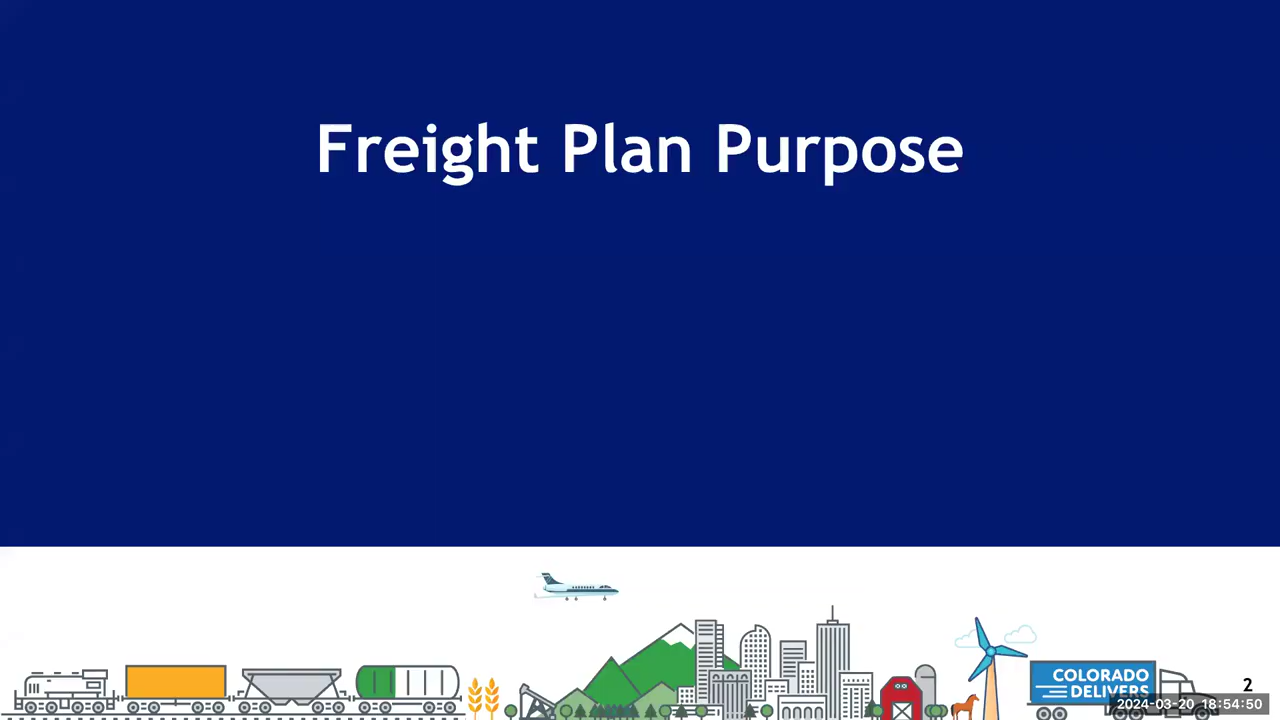 Freight Plan Purpose
COLORADO
DELIVERS
2
2024-03-20 18:54:50